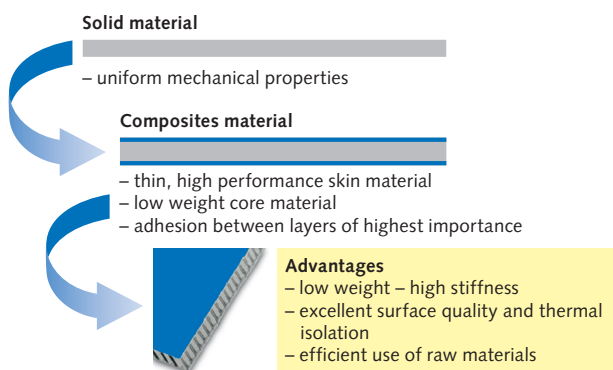 Solid material
– uniform mechanical properties
Composites material
– thin, high performance skin material
– low weight core material
– adhesion between layers of highest importance
Advantages
– low weight – high stiffness
– excellent surface quality and thermal
isolation
– efficient use of raw materials